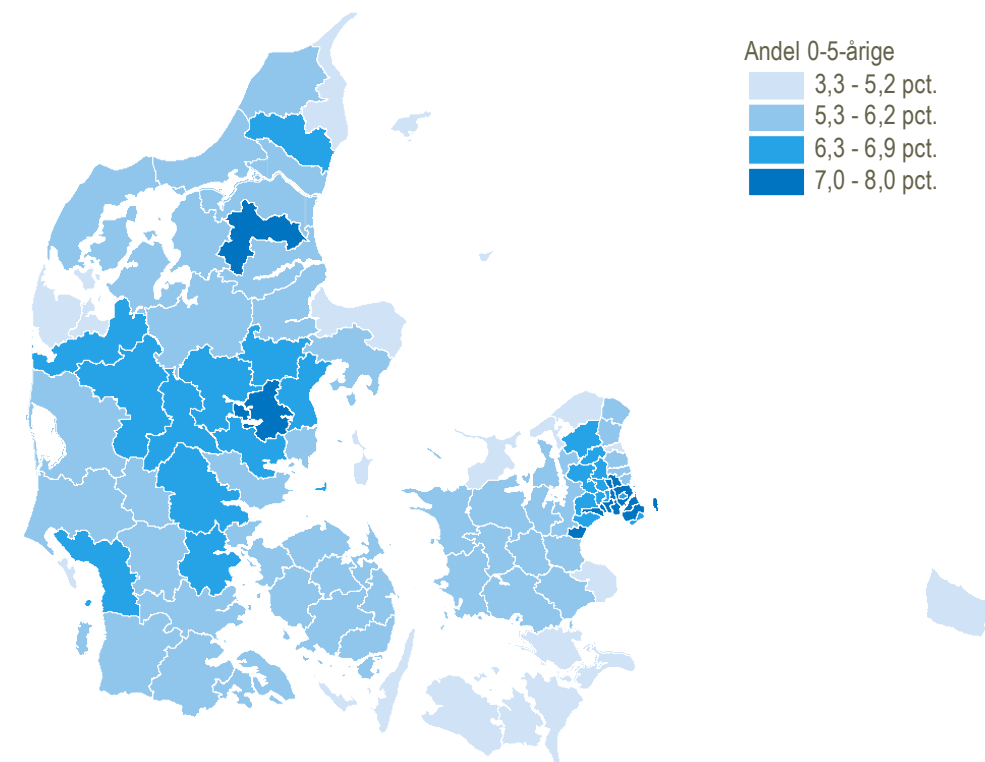 Andel 0-5-årige
3,3 - 5,2 pct.
5,3 - 6,2 pct.
6,3 - 6,9 pct.
7,0 - 8,0 pct.